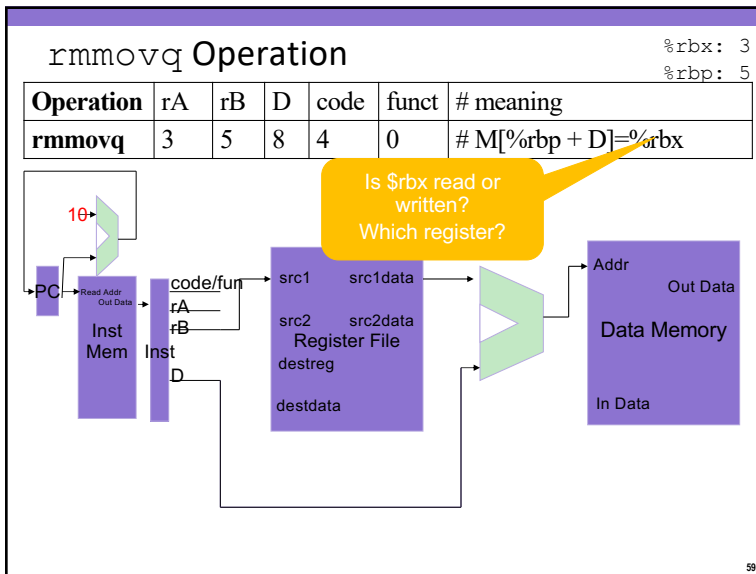 rmmovq Operation
%rbx: 3
%rbp: 5
Operation rA rB D code funct # meaning
rmmovq 3 5 8 4 0 # M[%rbp + D]=%rbx
Is $rbx read or
written?
Which register?
10
PC
Read Addr
Out Data
Inst
Mem
Inst
code/fun
rA
rB
D
src1 src1data
src2 src2data
Register File
destreg
destdata
Addr
Out Data
Data Memory
In Data